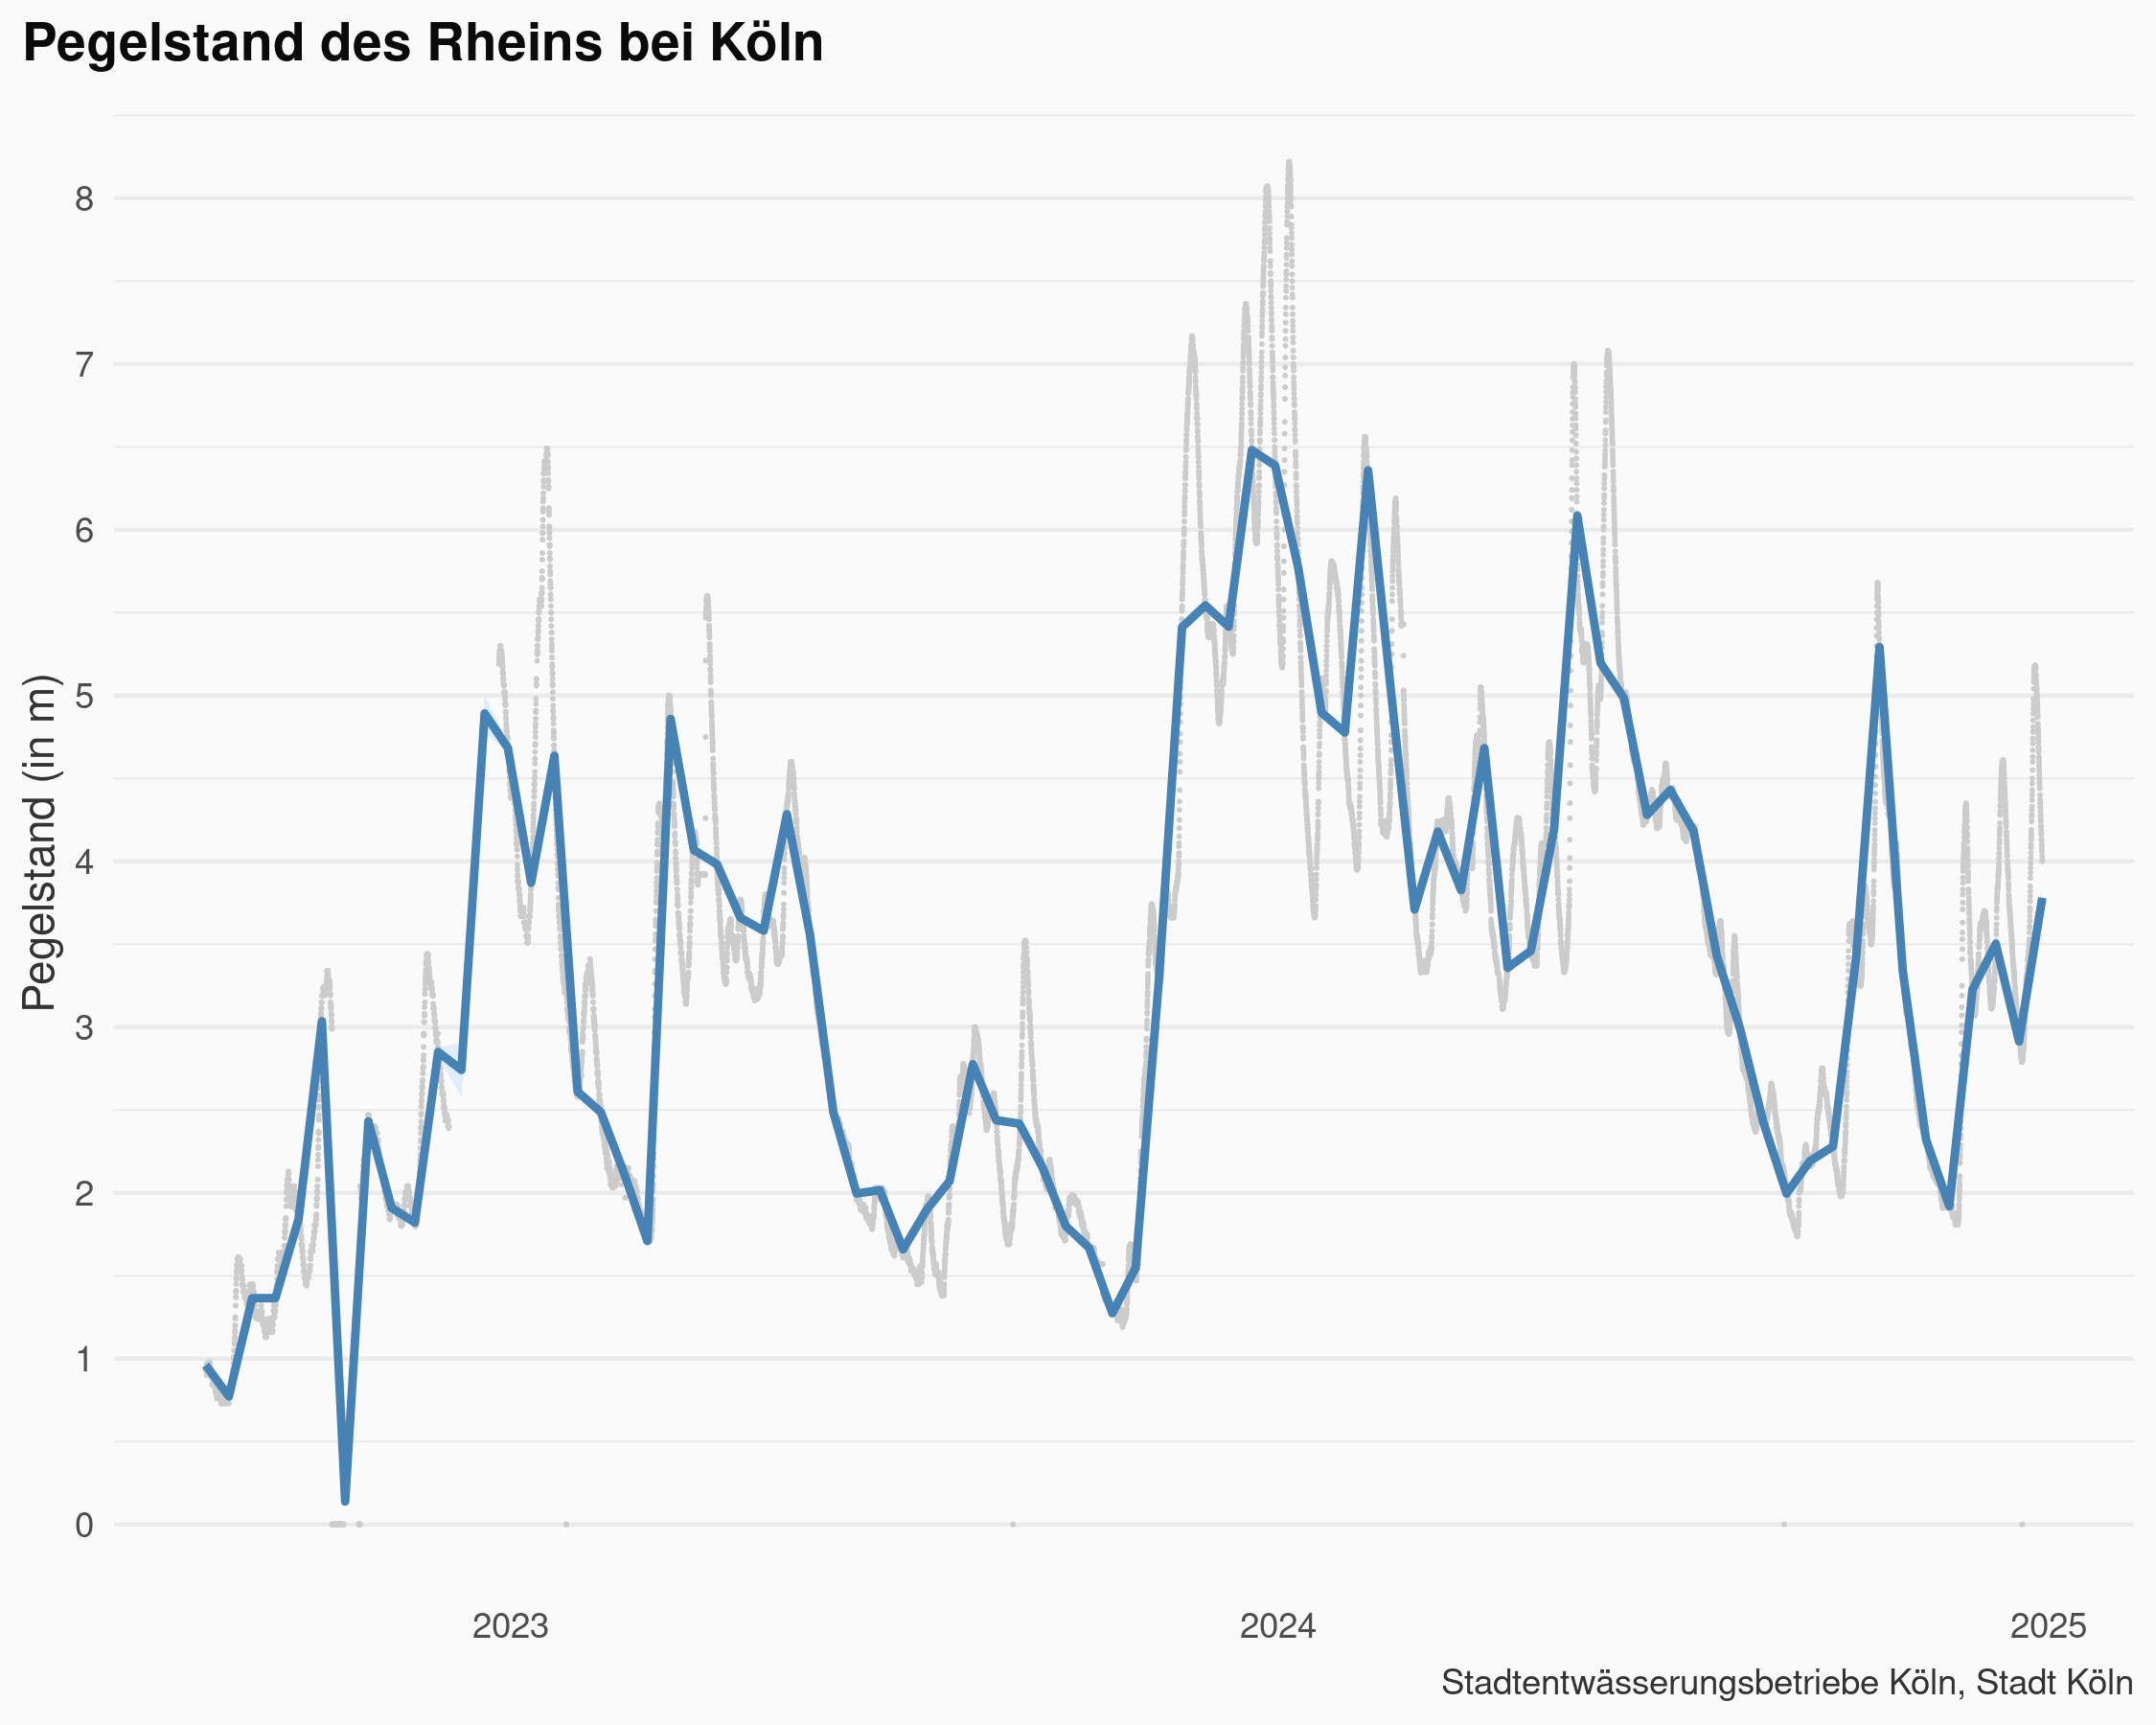 Pegelstand des Rheins bei Köln
Pegelstand (in m)
8
7
6
5
4
3
2
1
0
2023 2024 2025
Stadtentwässerungsbetriebe Köln, Stadt Köln